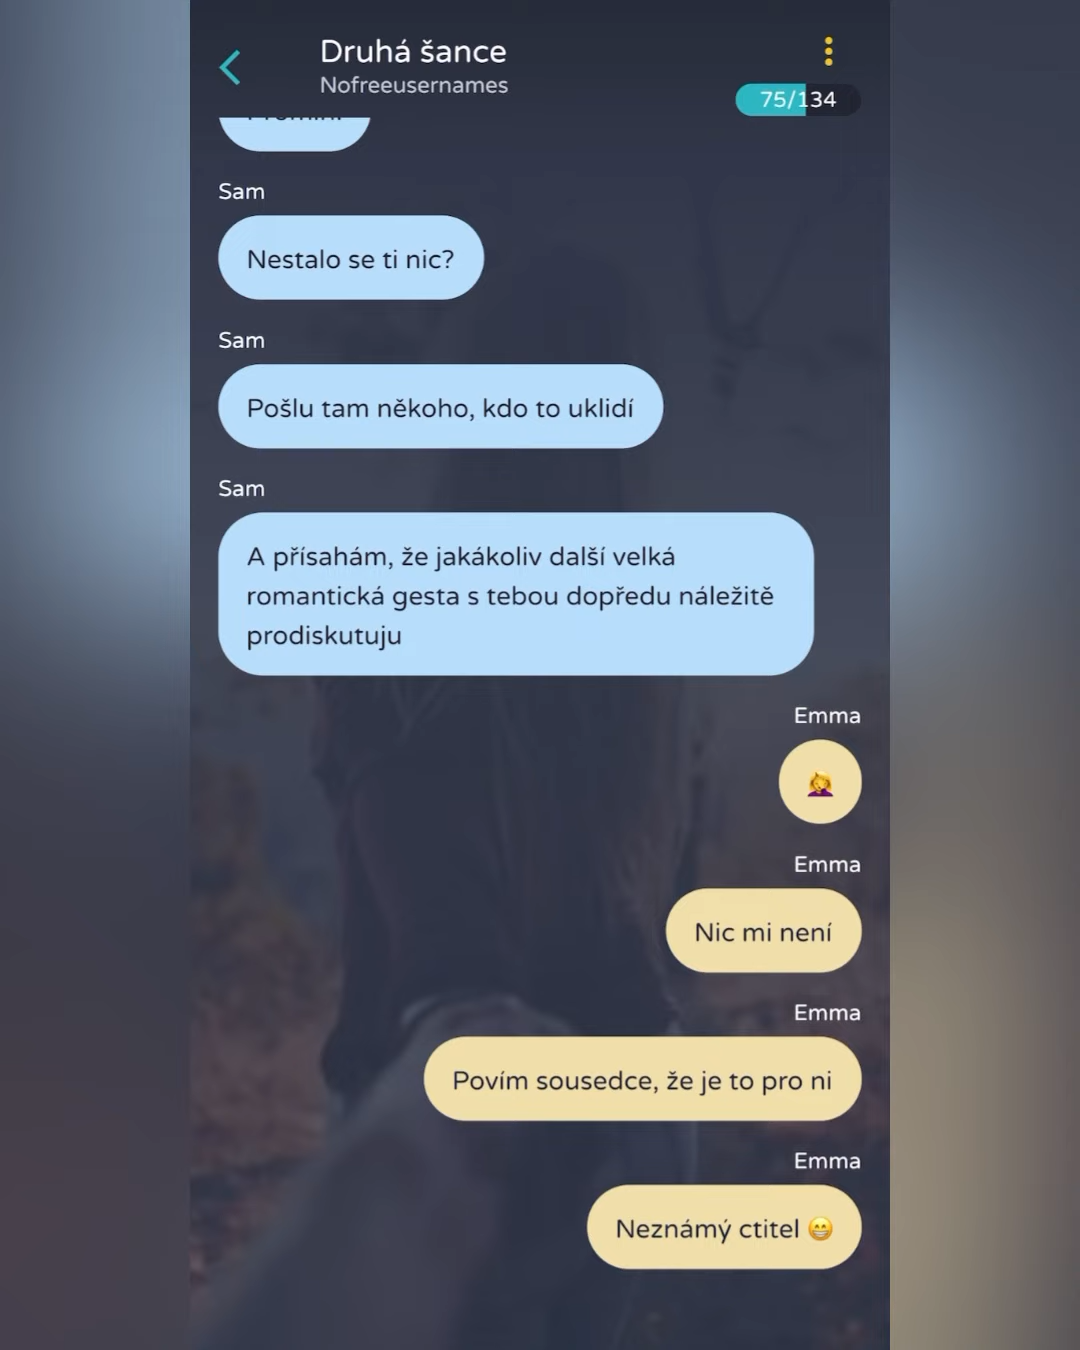 Druhá šance
Nofreeusernames
75/134
Sam
Nestalo se ti nic?
Sam
Pošlu tam někoho, kdo to uklidí
Sam
A přísahám, že jakákoliv další velká
romantická gesta s tebou dopředu náležitě
prodiskutuju
Emma
🤦‍♀️
Emma
Nic mi není
Emma
Povím sousedce, že je to pro ni
Emma
Neznámý ctitel 😁